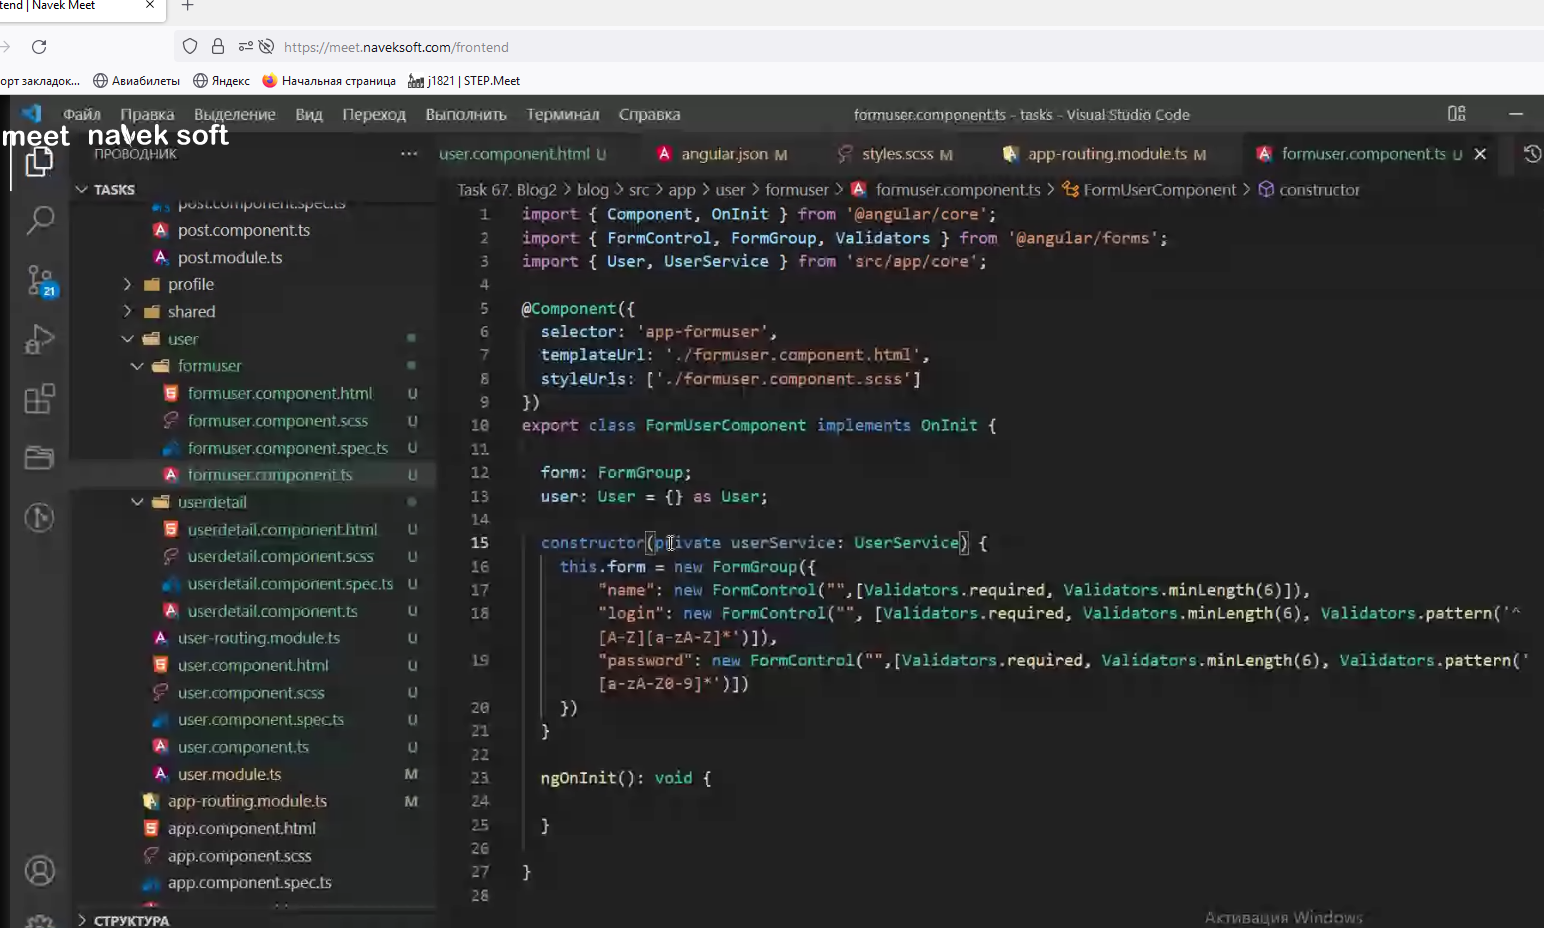 tend | Navek Meet
https://meet.naveksoft.com/frontend
орт закладок... Авиабилеты Яндекс Начальная страница j1821 | STEP.Meet
Файл Правка Выделение Вид Переход Выполнить Терминал Справка formuser.component.ts - tasks - Visual Studio Code
meet navek soft
ПРОВОДНИК ...
user.component.html U angular.json M styles.scss M app-routing.module.ts M formuser.component.ts U
TASKS
Task 67. Blog2 > blog > src > app > user > formuser > formuser.component.ts > FormUserComponent > constructor
post.component.spec.ts
post.component.ts
post.module.ts
profile
shared
user
formuser
formuser.component.html U
formuser.component.scss U
formuser.component.spec.ts U
formuser.component.ts U
userdetail
userdetail.component.html U
userdetail.component.scss U
userdetail.component.spec.ts U
userdetail.component.ts U
user-routing.module.ts U
user.component.html U
user.component.scss U
user.component.spec.ts U
user.component.ts U
user.module.ts M
app-routing.module.ts M
app.component.html
app.component.scss
app.component.spec.ts
СТРУКТУРА
21
1 import { Component, OnInit } from '@angular/core';
2 import { FormControl, FormGroup, Validators } from '@angular/forms';
3 import { User, UserService } from 'src/app/core';
4
5 @Component({
6 selector: 'app-formuser',
7 templateUrl: './formuser.component.html',
8 styleUrls: ['./formuser.component.scss']
9 })
10 export class FormUserComponent implements OnInit {
11
12 form: FormGroup;
13 user: User = {} as User;
14
15 constructor(private userService: UserService) {
16 this.form = new FormGroup({
17 "name": new FormControl("",[Validators.required, Validators.minLength(6)]),
18 "login": new FormControl("", [Validators.required, Validators.minLength(6), Validators.pattern('^
[A-Z][a-zA-Z]*')]),
19 "password": new FormControl("",[Validators.required, Validators.minLength(6), Validators.pattern('
[a-zA-Z0-9]*')])
20 })
21 }
22
23 ngOnInit(): void {
24
25 }
26
27 }
28
Активация Windows